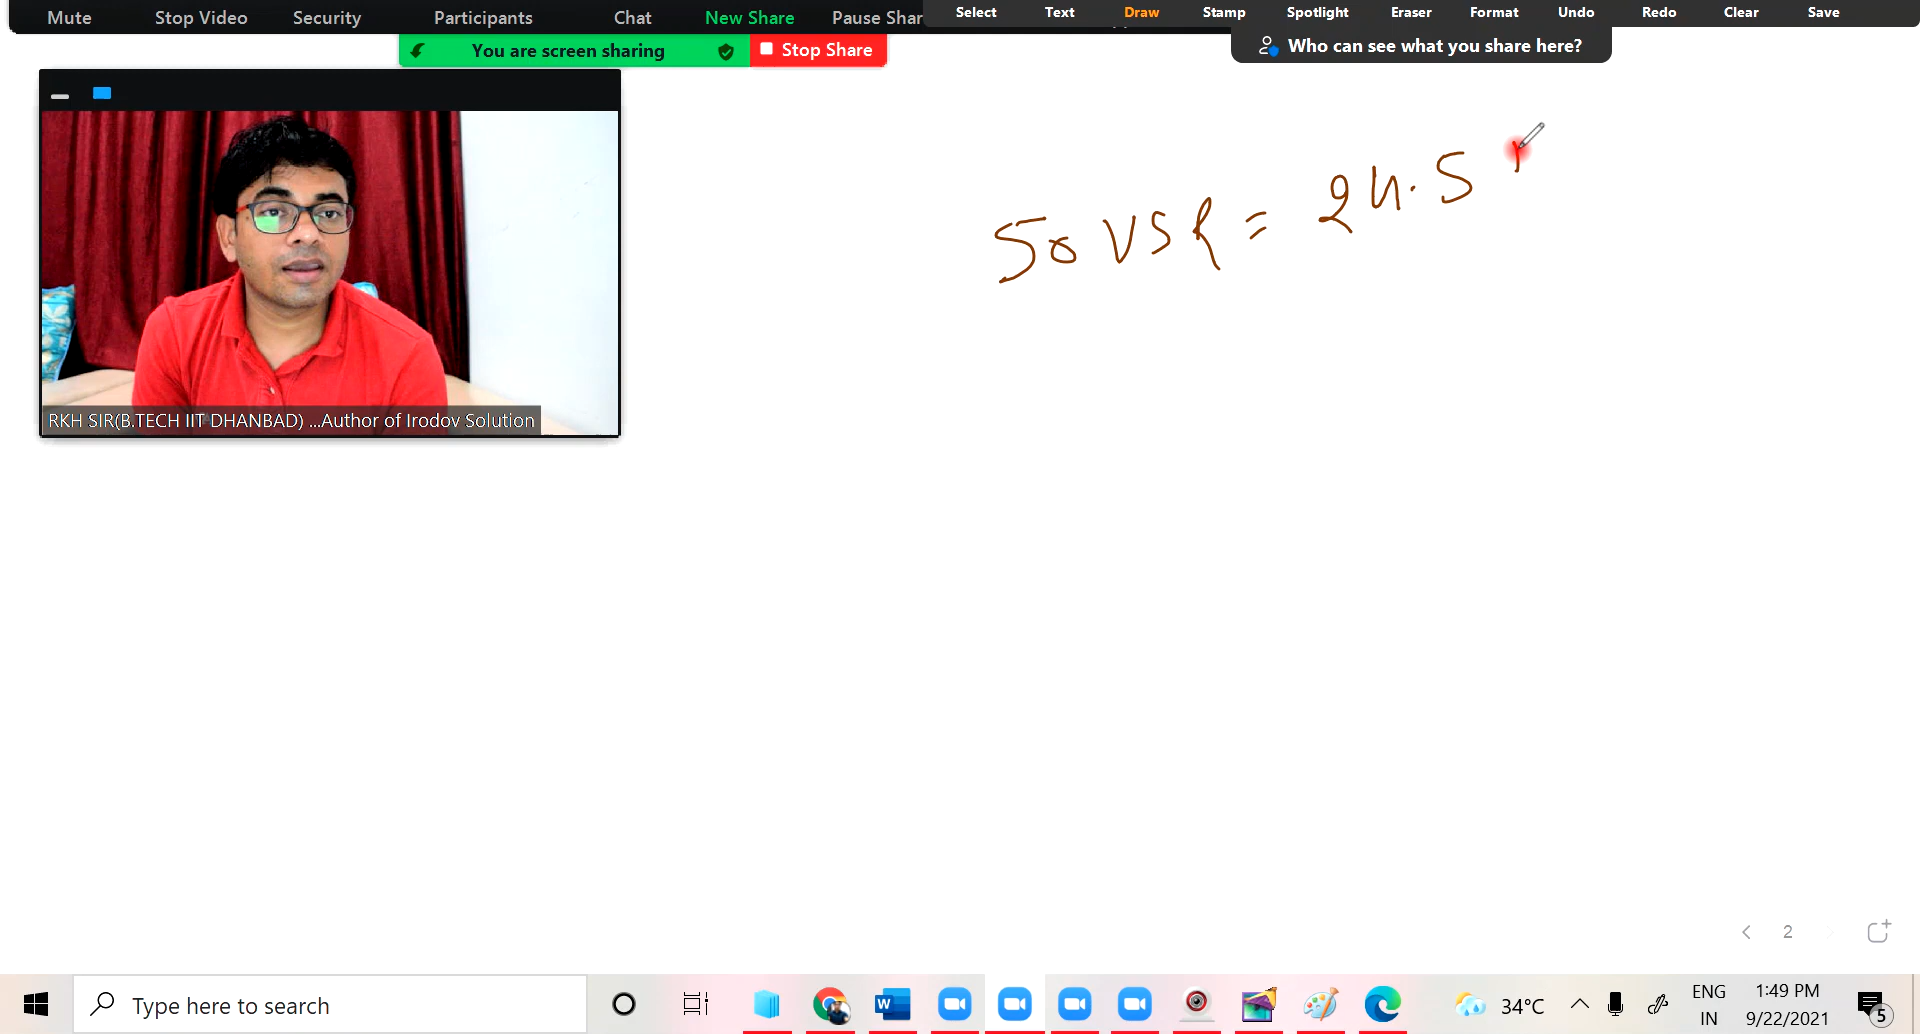 Mute Stop Video Security Participants Chat New Share Pause Shar Select Text Draw Stamp Spotlight Eraser Format Undo Redo Clear Save
You are screen sharing Stop Share Who can see what you share here?
50 VSR = 24.5
RKH SIR(B.TECH IIT DHANBAD) ...Author of Irodov Solution
2
Type here to search 34°C ENG IN 1:49 PM 9/22/2021 5